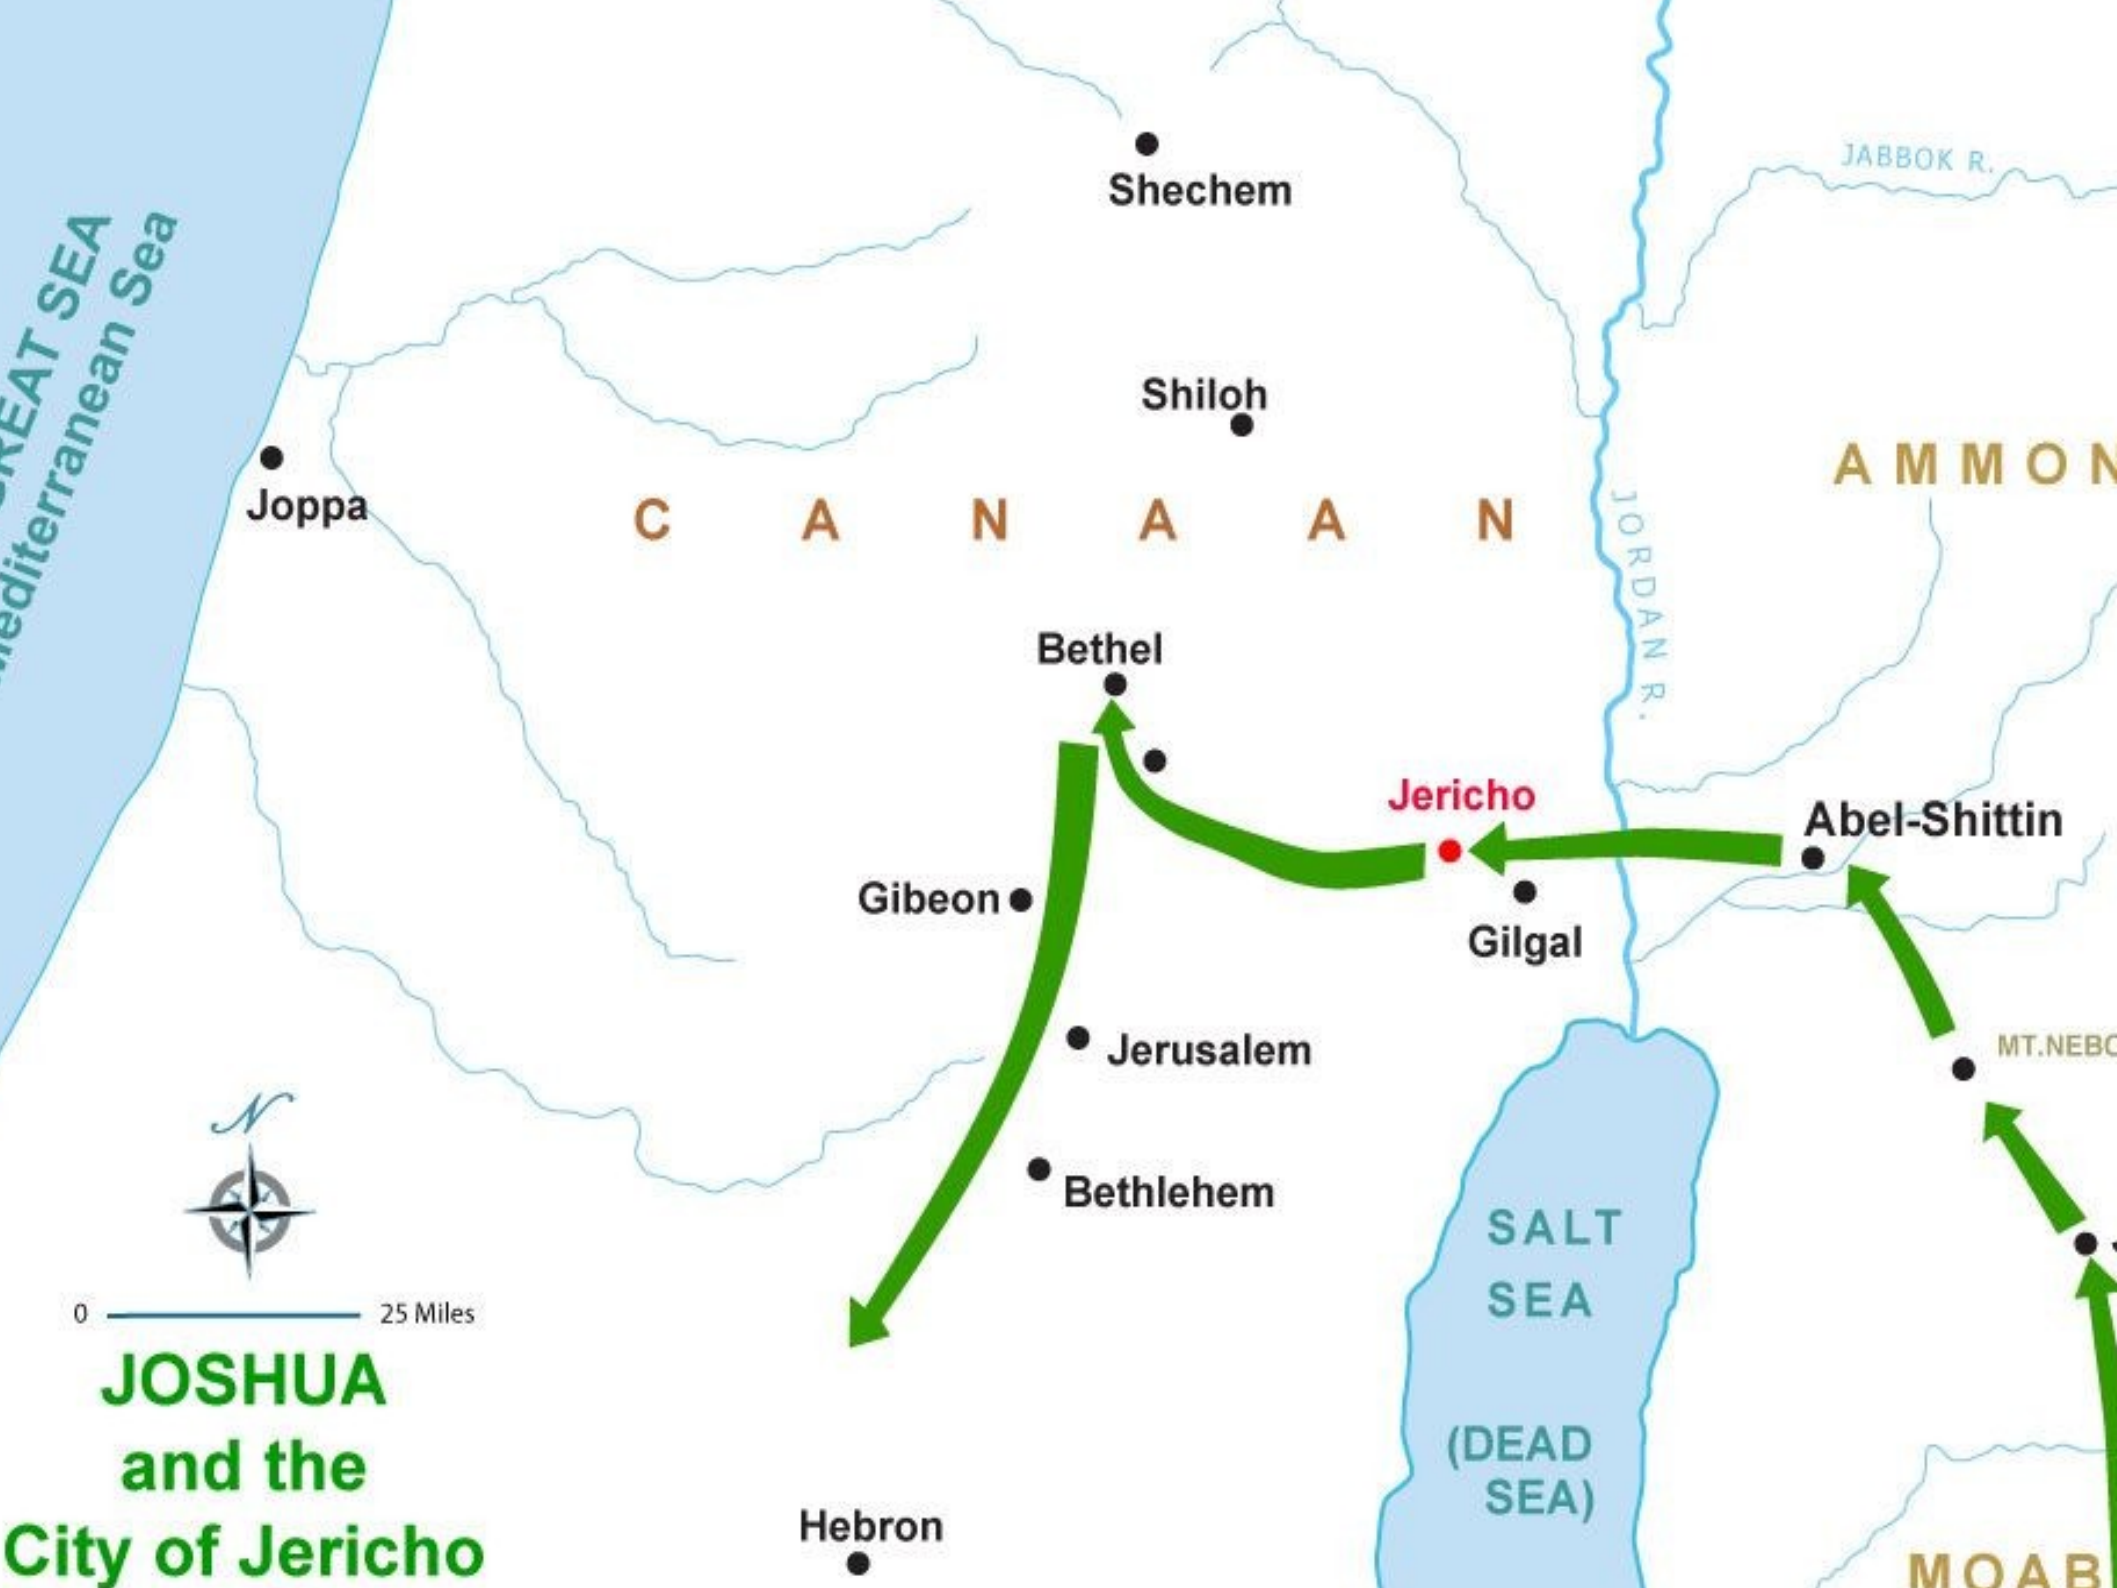 Shechem
JABBOK R.
GREAT SEA
Mediterranean Sea
Shiloh
AMMON
Joppa
CANAAN
JORDAN R.
Bethel
Jericho
Abel-Shittin
Gibeon
Gilgal
Jerusalem
MT.NEBO
N
Bethlehem
SALT
SEA
0 25 Miles
JOSHUA
and the
City of Jericho
(DEAD
SEA)
Hebron
MOAB